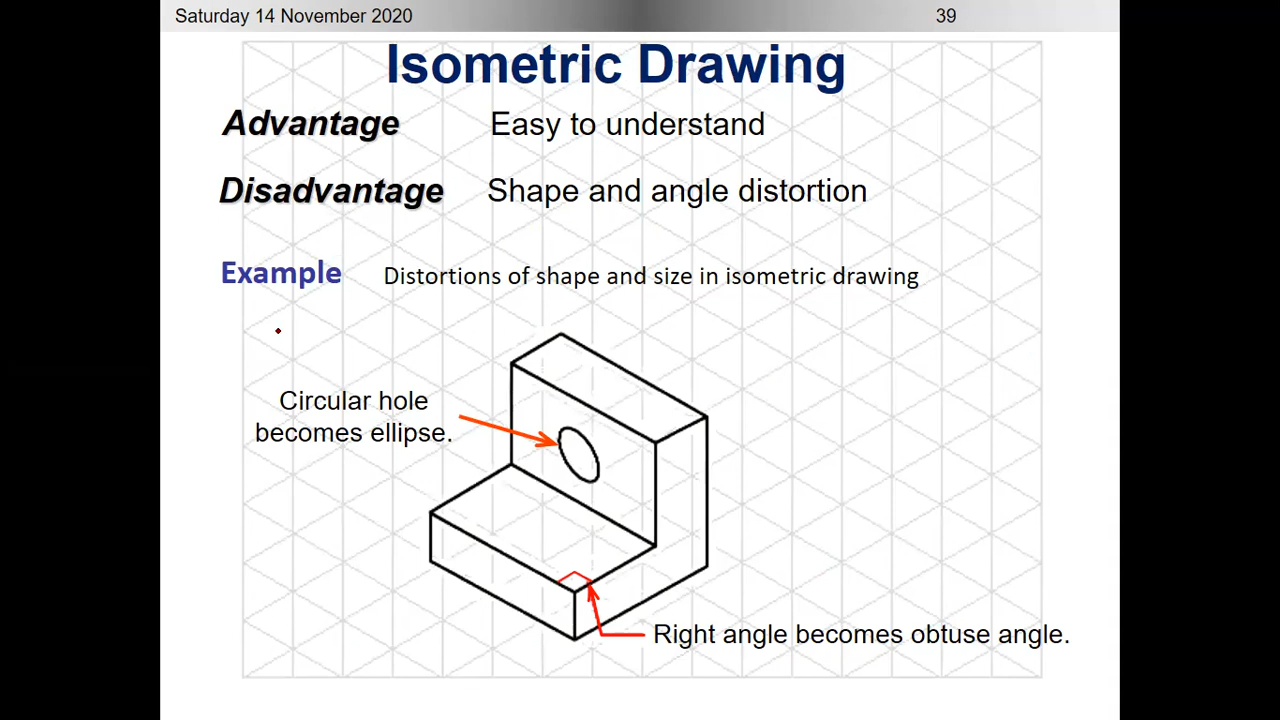 Saturday 14 November 2020 39
Isometric Drawing
Advantage Easy to understand
Disadvantage Shape and angle distortion
Example Distortions of shape and size in isometric drawing
Circular hole
becomes ellipse.
Right angle becomes obtuse angle.